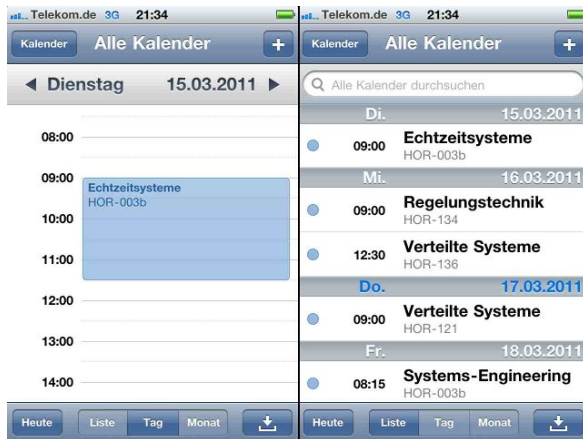 Telekom.de 3G 21:34
Kalender Alle Kalender +
Dienstag 15.03.2011
08:00
09:00
Echtzeitsysteme
HOR-003b
10:00
11:00
12:00
13:00
14:00
Heute Liste Tag Monat
Telekom.de 3G 21:34
Kalender Alle Kalender +
Alle Kalender durchsuchen
Di. 15.03.2011
09:00 Echtzeitsysteme
HOR-003b
Mi. 16.03.2011
09:00 Regelungstechnik
HOR-134
12:30 Verteilte Systeme
HOR-136
Do. 17.03.2011
09:00 Verteilte Systeme
HOR-121
Fr. 18.03.2011
08:15 Systems-Engineering
HOR-003b
Heute Liste Tag Monat